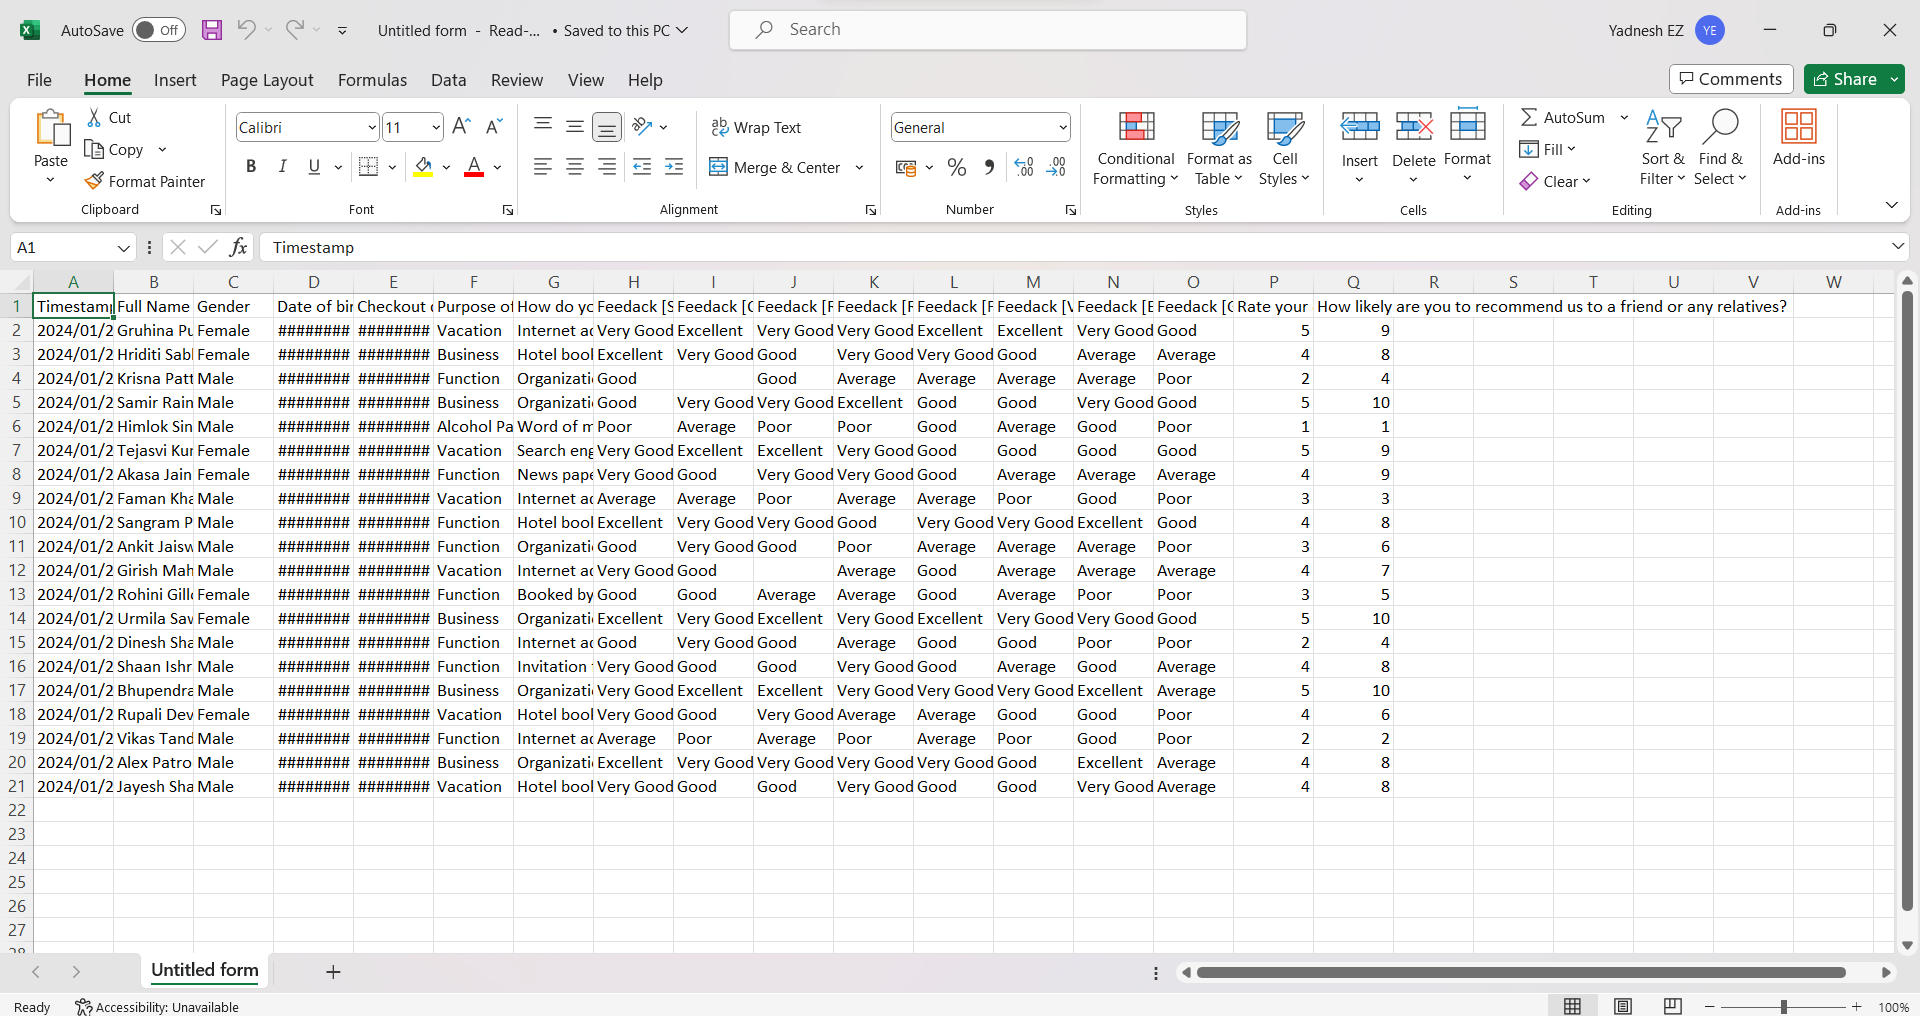 AutoSave Off Untitled form - Read-... • Saved to this PC Search Yadnesh EZ YE
File Home Insert Page Layout Formulas Data Review View Help Comments Share
Paste Cut Copy Format Painter Clipboard
Calibri 11 B I U A Font
Wrap Text Merge & Center Alignment
General % Number
Conditional Formatting Format as Table Cell Styles Styles
Insert Delete Format Cells
AutoSum Fill Clear Sort & Filter Find & Select Editing
Add-ins Add-ins
A1 fx Timestamp
A B C D E F G H I J K L M N O P Q R S T U V W
1 Timestamp Full Name Gender Date of bir Checkout Purpose of How do yo Feedack [S Feedack [C Feedack [F Feedack [F Feedack [F Feedack [V Feedack [E Feedack [C Rate your How likely are you to recommend us to a friend or any relatives?
2 2024/01/2 Gruhina Pu Female ######## ######## Vacation Internet ac Very Good Excellent Very Good Very Good Excellent Excellent Very Good Good 5 9
3 2024/01/2 Hriditi Sabl Female ######## ######## Business Hotel bool Excellent Very Good Good Very Good Very Good Good Average Average 4 8
4 2024/01/2 Krisna Patt Male ######## ######## Function Organizati Good Good Average Average Average Average Poor 2 4
5 2024/01/2 Samir Rain Male ######## ######## Business Organizati Good Very Good Very Good Excellent Good Good Very Good Good 5 10
6 2024/01/2 Himlok Sin Male ######## ######## Alcohol Pa Word of m Poor Average Poor Poor Good Average Good Poor 1 1
7 2024/01/2 Tejasvi Kur Female ######## ######## Vacation Search eng Very Good Excellent Excellent Very Good Good Good Good Good 5 9
8 2024/01/2 Akasa Jain Female ######## ######## Function News pape Very Good Good Very Good Very Good Good Average Average Average 4 9
9 2024/01/2 Faman Kha Male ######## ######## Vacation Internet ac Average Average Poor Average Average Poor Good Poor 3 3
10 2024/01/2 Sangram P Male ######## ######## Function Hotel bool Excellent Very Good Very Good Good Very Good Very Good Excellent Good 4 8
11 2024/01/2 Ankit Jaisw Male ######## ######## Function Organizati Good Very Good Good Poor Average Average Average Poor 3 6
12 2024/01/2 Girish Mah Male ######## ######## Vacation Internet ac Very Good Good Average Good Average Average Average 4 7
13 2024/01/2 Rohini Gill Female ######## ######## Function Booked by Good Good Average Average Good Average Poor Poor 3 5
14 2024/01/2 Urmila Sav Female ######## ######## Business Organizati Excellent Very Good Excellent Very Good Excellent Very Good Very Good Good 5 10
15 2024/01/2 Dinesh Sha Male ######## ######## Function Internet ac Good Very Good Good Average Good Good Poor Poor 2 4
16 2024/01/2 Shaan Ishr Male ######## ######## Function Invitation Very Good Good Good Very Good Good Average Good Average 4 8
17 2024/01/2 Bhupendra Male ######## ######## Business Organizati Very Good Excellent Excellent Very Good Very Good Very Good Excellent Average 5 10
18 2024/01/2 Rupali Dev Female ######## ######## Vacation Hotel bool Very Good Good Very Good Average Average Good Good Poor 4 6
19 2024/01/2 Vikas Tand Male ######## ######## Function Internet ac Average Poor Average Poor Average Poor Good Poor 2 2
20 2024/01/2 Alex Patro Male ######## ######## Business Organizati Excellent Very Good Very Good Very Good Very Good Good Excellent Average 4 8
21 2024/01/2 Jayesh Sha Male ######## ######## Vacation Hotel bool Very Good Good Good Very Good Good Good Very Good Average 4 8
22
23
24
25
26
27
28
Untitled form
Ready Accessibility: Unavailable 100%